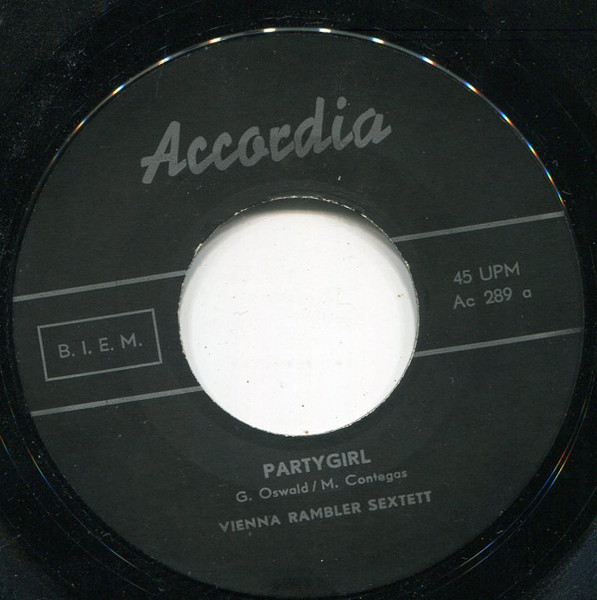 Accordia
45 UPM
Ac 289 a
B. I. E. M.
PARTYGIRL
G. Oswald / M. Contegas
VIENNA RAMBLER SEXTETT